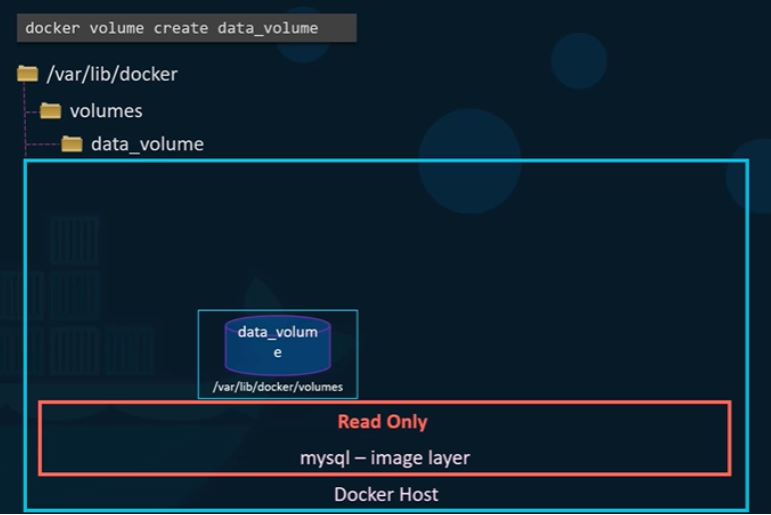 docker volume create data_volume
/var/lib/docker
volumes
data_volume
data_volum
e
/var/lib/docker/volumes
Read Only
mysql – image layer
Docker Host